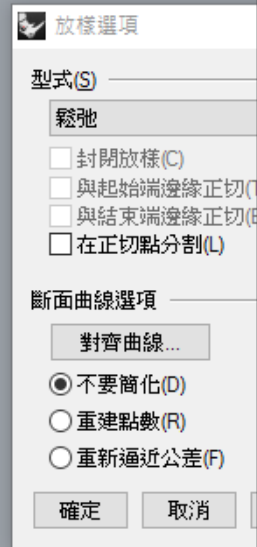 放樣選項
型式(S)
鬆弛
封閉放樣(C)
與起始端邊緣正切(T
與結束端邊緣正切(E
在正切點分割(L)
斷面曲線選項
對齊曲線...
不要簡化(D)
重建點數(R)
重新逼近公差(F)
確定 取消